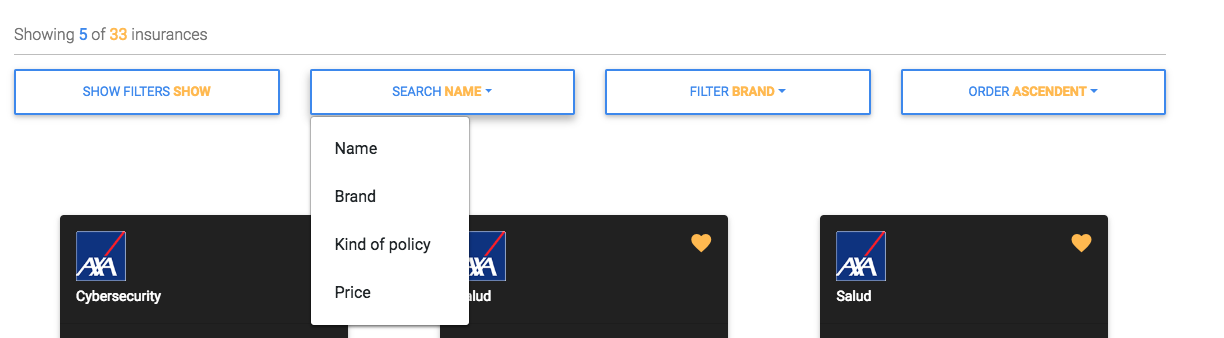 Showing 5 of 33 insurances
SHOW FILTERS SHOW
SEARCH NAME
FILTER BRAND
ORDER ASCENDENT
Name
Brand
Kind of policy
Price
AXA
Cybersecurity
AXA
alud
AXA
Salud